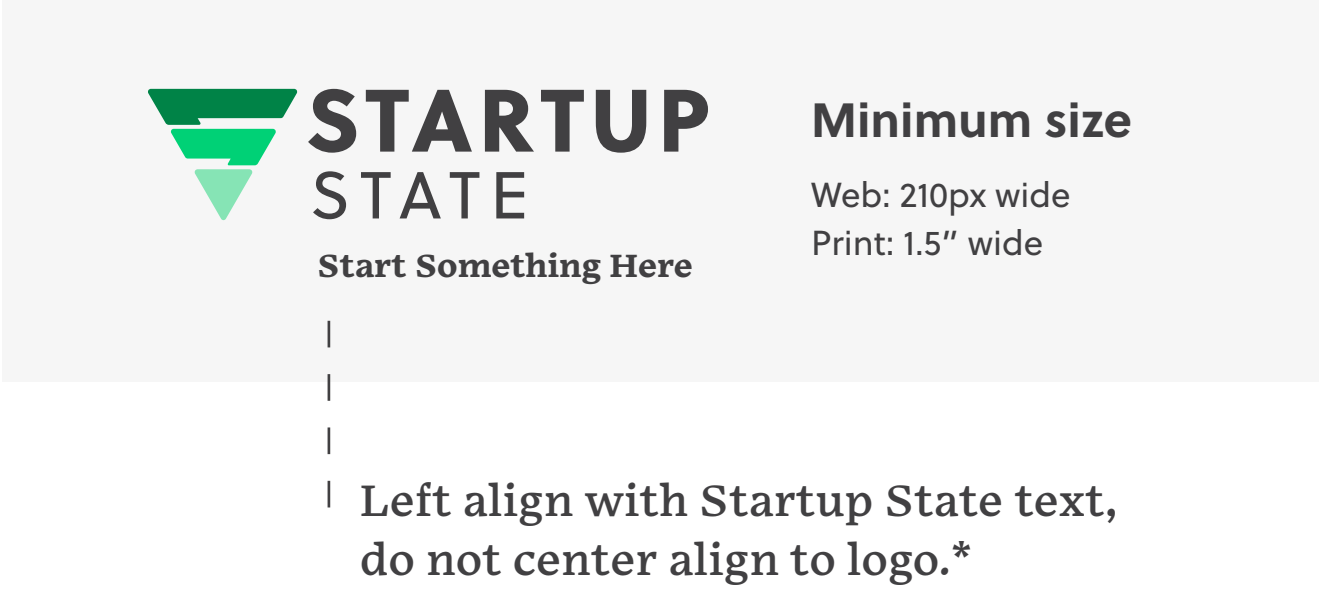 STARTUP
STATE
Start Something Here
Minimum size
Web: 210px wide
Print: 1.5″ wide
Left align with Startup State text,
do not center align to logo.*